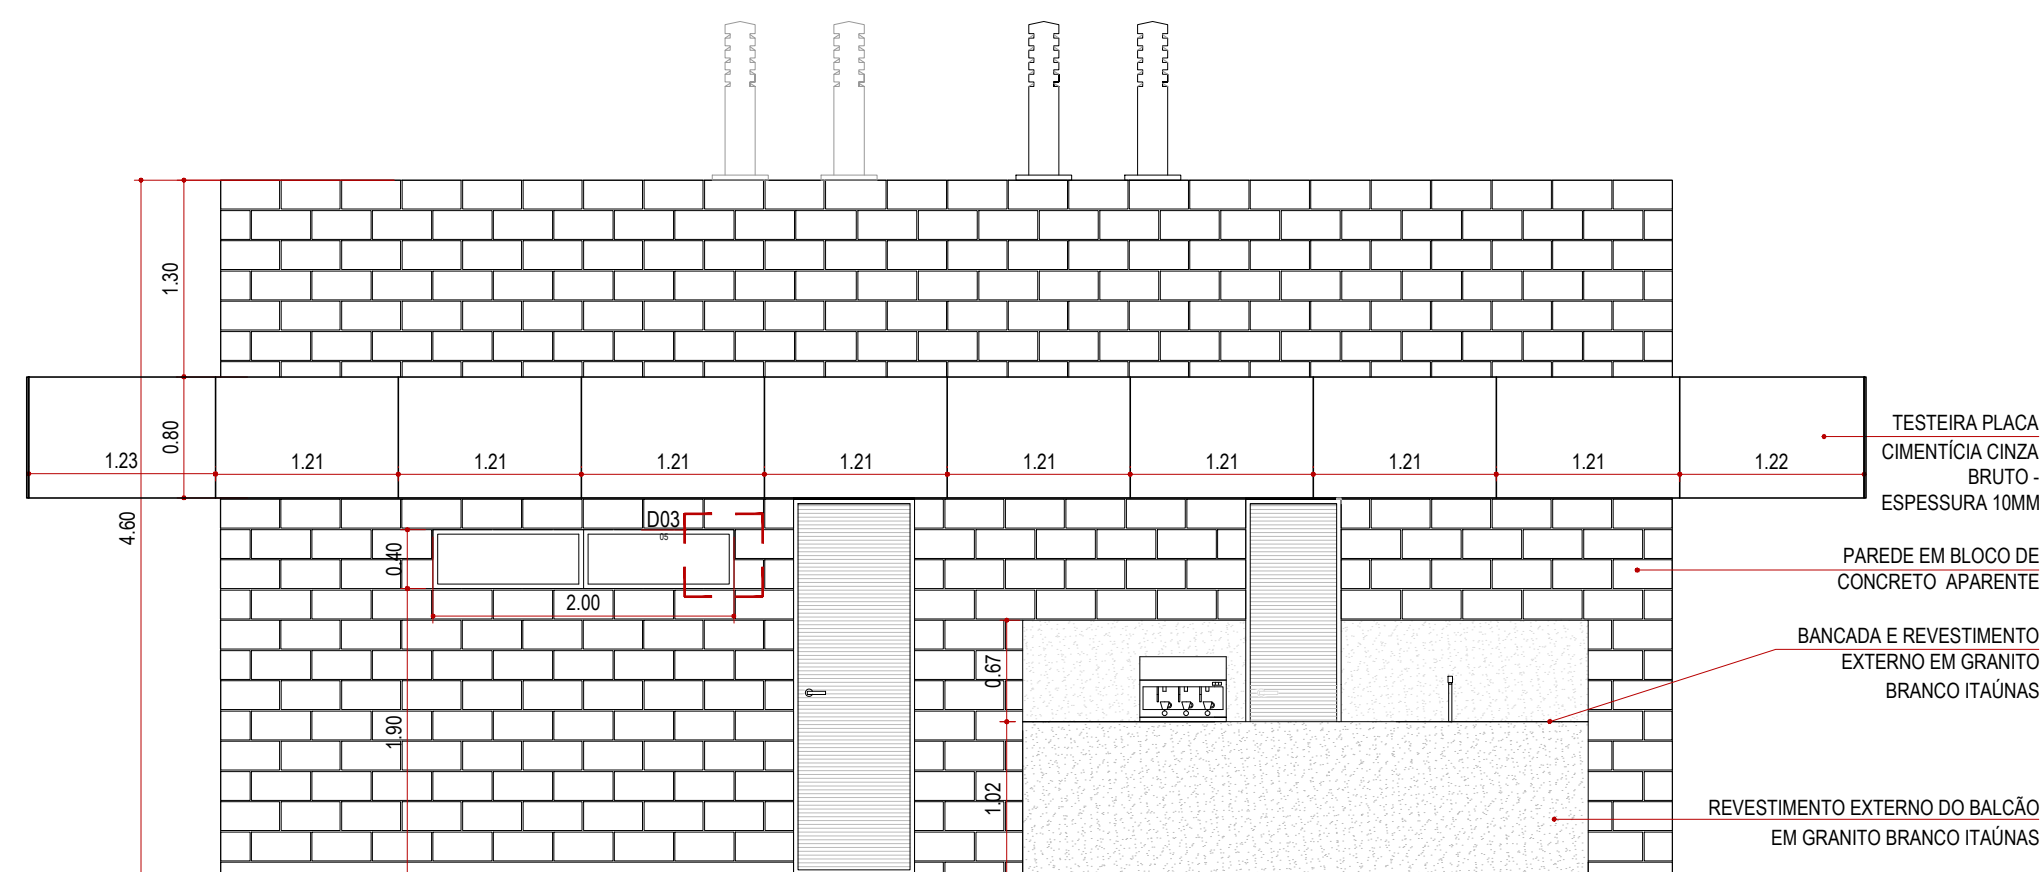 1.30
0.80
4.60
1.23
1.21
1.21
1.21
1.21
1.21
1.21
1.21
1.21
1.22
TESTEIRA PLACA
CIMENTÍCIA CINZA
BRUTO -
ESPESSURA 10MM
D03
05
0.40
2.00
PAREDE EM BLOCO DE
CONCRETO APARENTE
BANCADA E REVESTIMENTO
EXTERNO EM GRANITO
BRANCO ITAÚNAS
0.67
1.90
1.02
REVESTIMENTO EXTERNO DO BALCÃO
EM GRANITO BRANCO ITAÚNAS